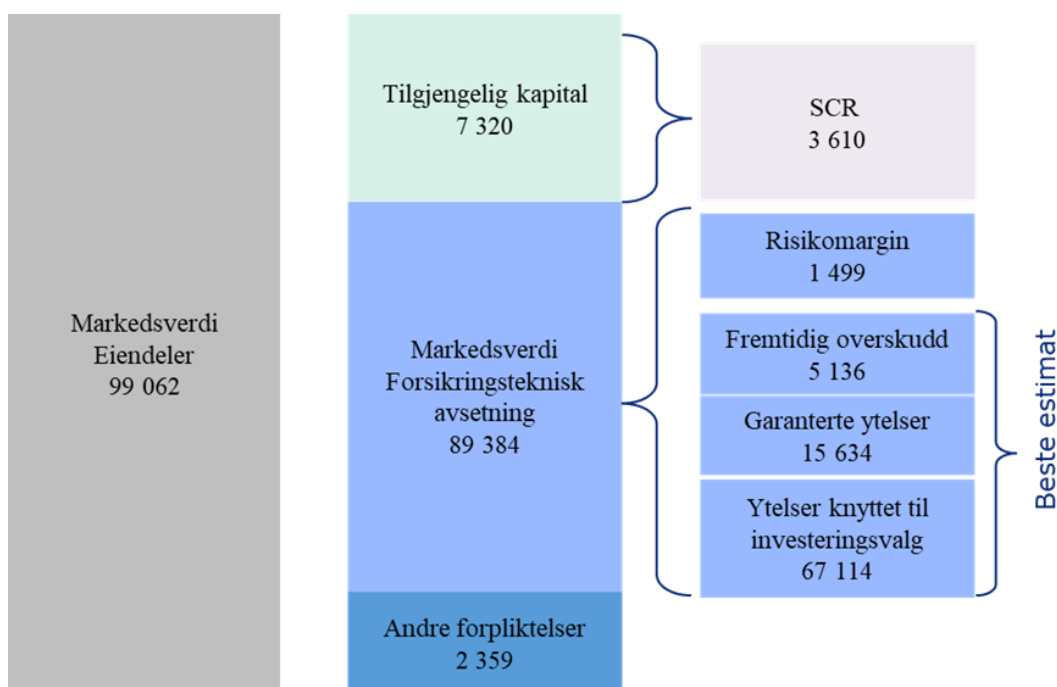 Markedsverdi
Eiendeler
99 062
Tilgjengelig kapital
7 320
Markedsverdi
Forsikringsteknisk
avsetning
89 384
Andre forpliktelser
2 359
SCR
3 610
Risikomargin
1 499
Fremtidig overskudd
5 136
Garanterte ytelser
15 634
Ytelser knyttet til
investeringsvalg
67 114
Beste estimat